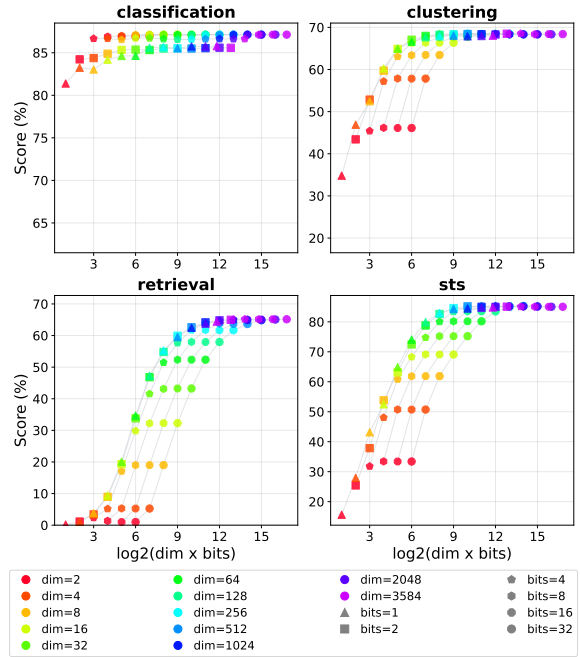 classification
clustering
85
80
75
70
65
Score (%)
3
6
9
12
15
70
60
50
40
30
20
3
6
9
12
15
retrieval
sts
70
60
50
40
30
20
10
0
Score (%)
3
6
9
12
15
log2(dim x bits)
80
70
60
50
40
30
20
3
6
9
12
15
log2(dim x bits)
dim=2
dim=4
dim=8
dim=16
dim=32
dim=64
dim=128
dim=256
dim=512
dim=1024
dim=2048
dim=3584
bits=1
bits=2
bits=4
bits=8
bits=16
bits=32